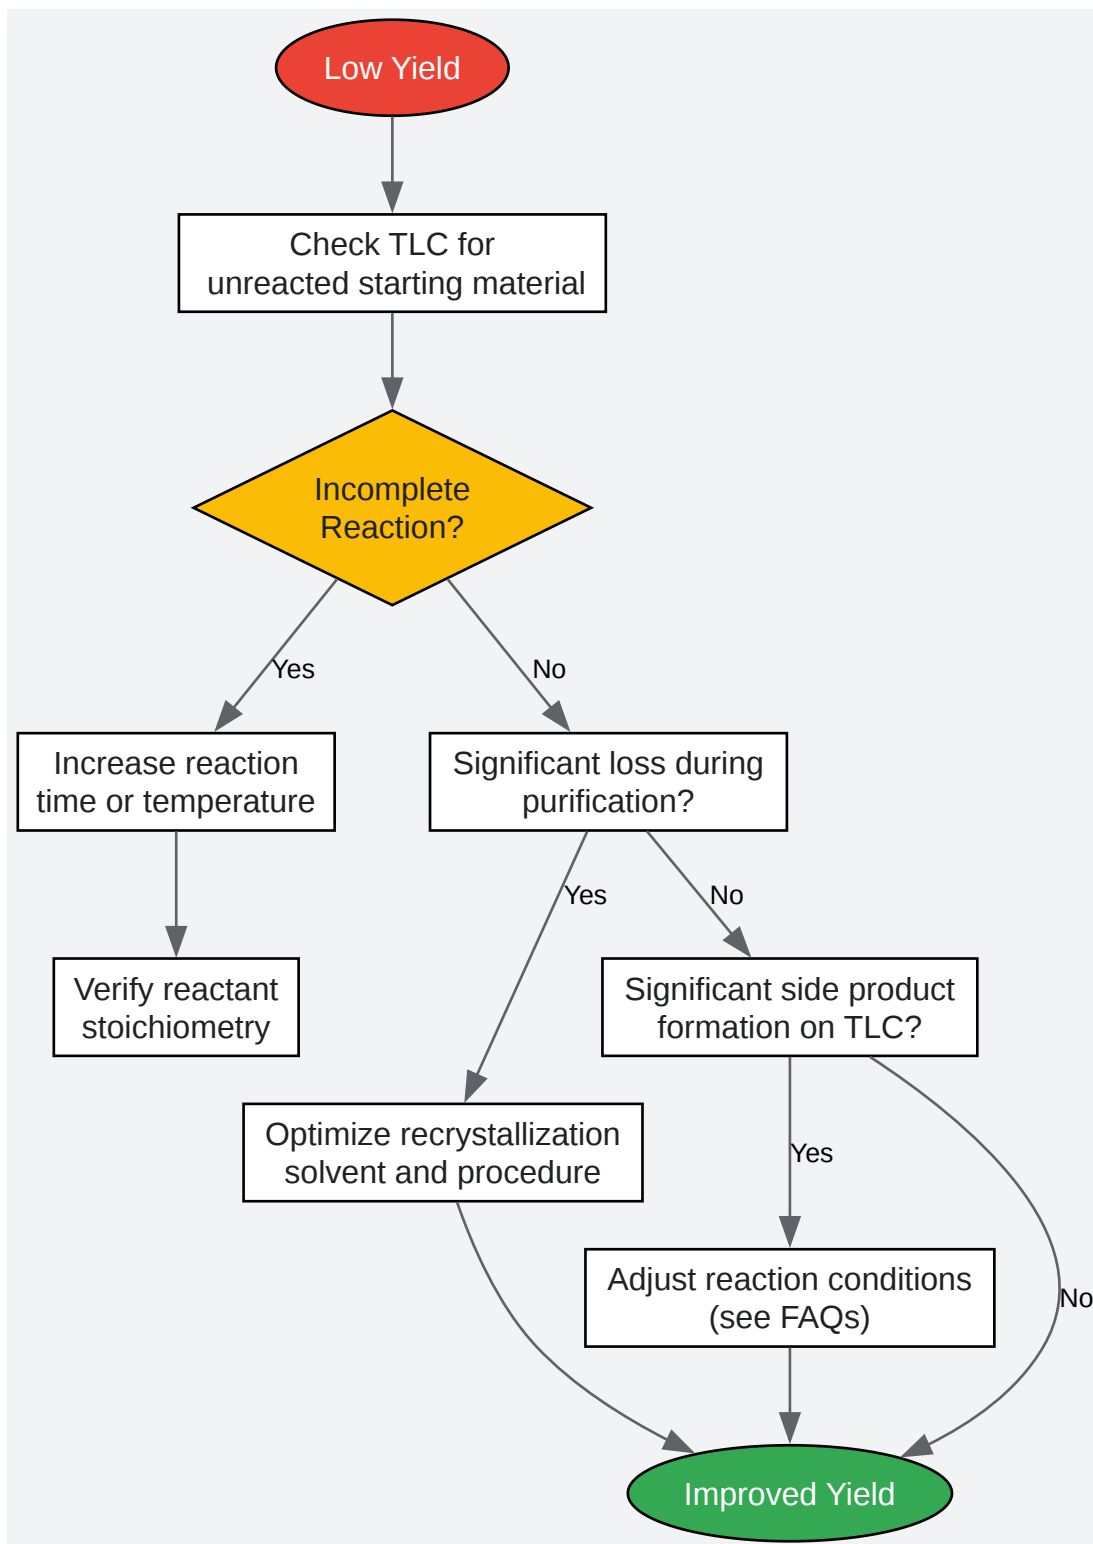 Low Yield
Check TLC for
unreacted starting material
Incomplete
Reaction?
Yes
No
Increase reaction
time or temperature
Significant loss during
purification?
Yes
No
Verify reactant
stoichiometry
Significant side product
formation on TLC?
Optimize recrystallization
solvent and procedure
Yes
Adjust reaction conditions
(see FAQs)
No
Improved Yield